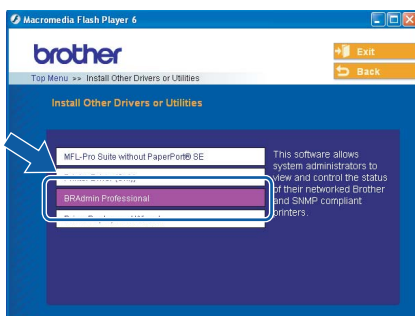 Macromedia Flash Player 6
brother
Exit
Back
Top Menu >> Install Other Drivers or Utilities
Install Other Drivers or Utilities
MFL-Pro Suite without PaperPort® SE
BRAdmin Professional
This software allows
system administrators to
view and control the status
of their networked Brother
and SNMP compliant
printers.